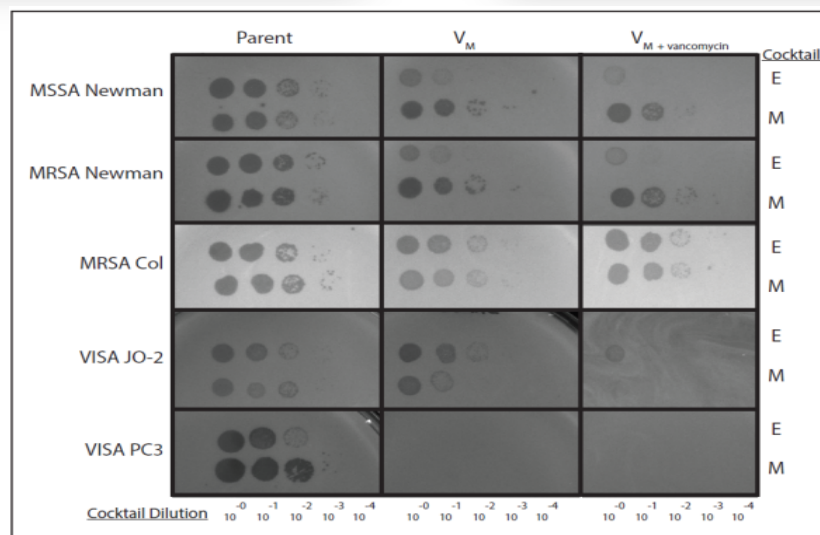 Parent V_M V_M + vancomycin
Cocktail
MSSA Newman E
M
MRSA Newman E
M
MRSA Col E
M
VISA JO-2 E
M
VISA PC3 E
M
Cocktail Dilution 10^-0 10^-1 10^-2 10^-3 10^-4 10^-0 10^-1 10^-2 10^-3 10^-4 10^-0 10^-1 10^-2 10^-3 10^-4